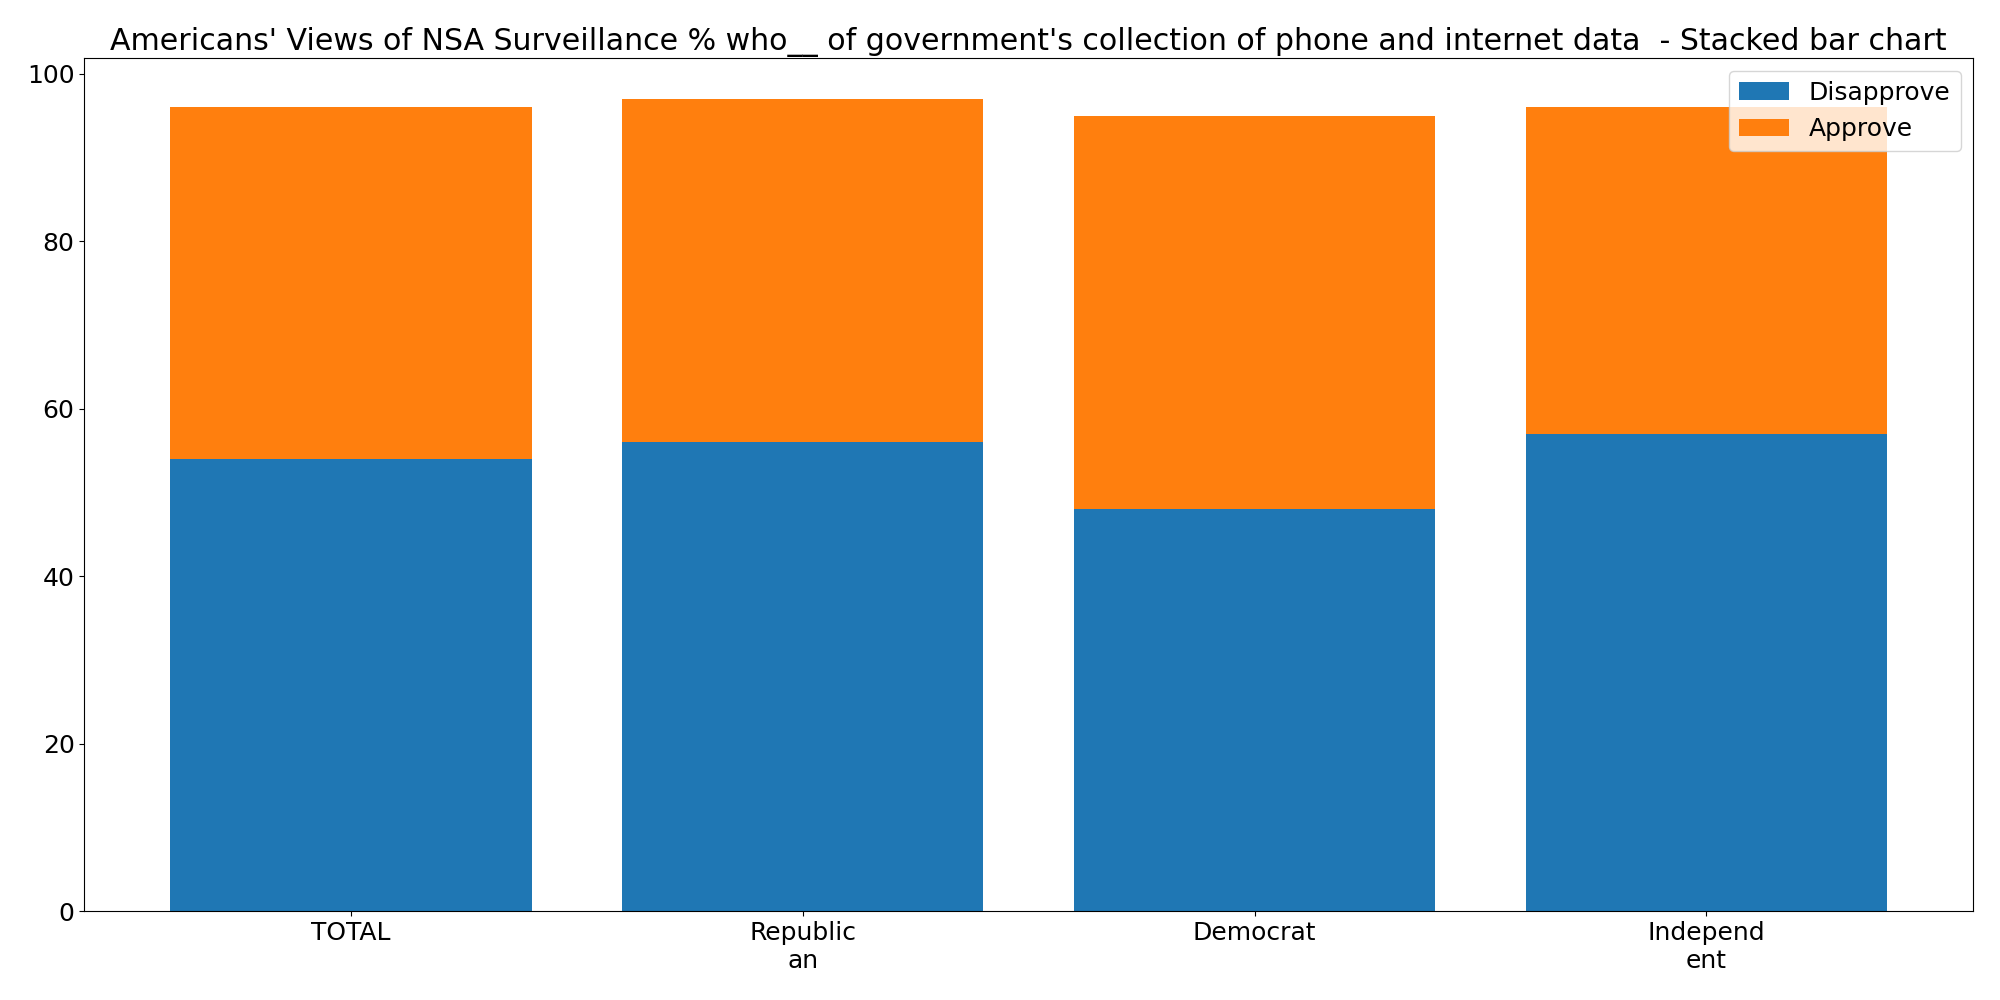 Americans' Views of NSA Surveillance % who__ of government's collection of phone and internet data  - Stacked bar chart
100
80
60
40
20
0
Disapprove
Approve
TOTAL
Republic
an
Democrat
Independ
ent